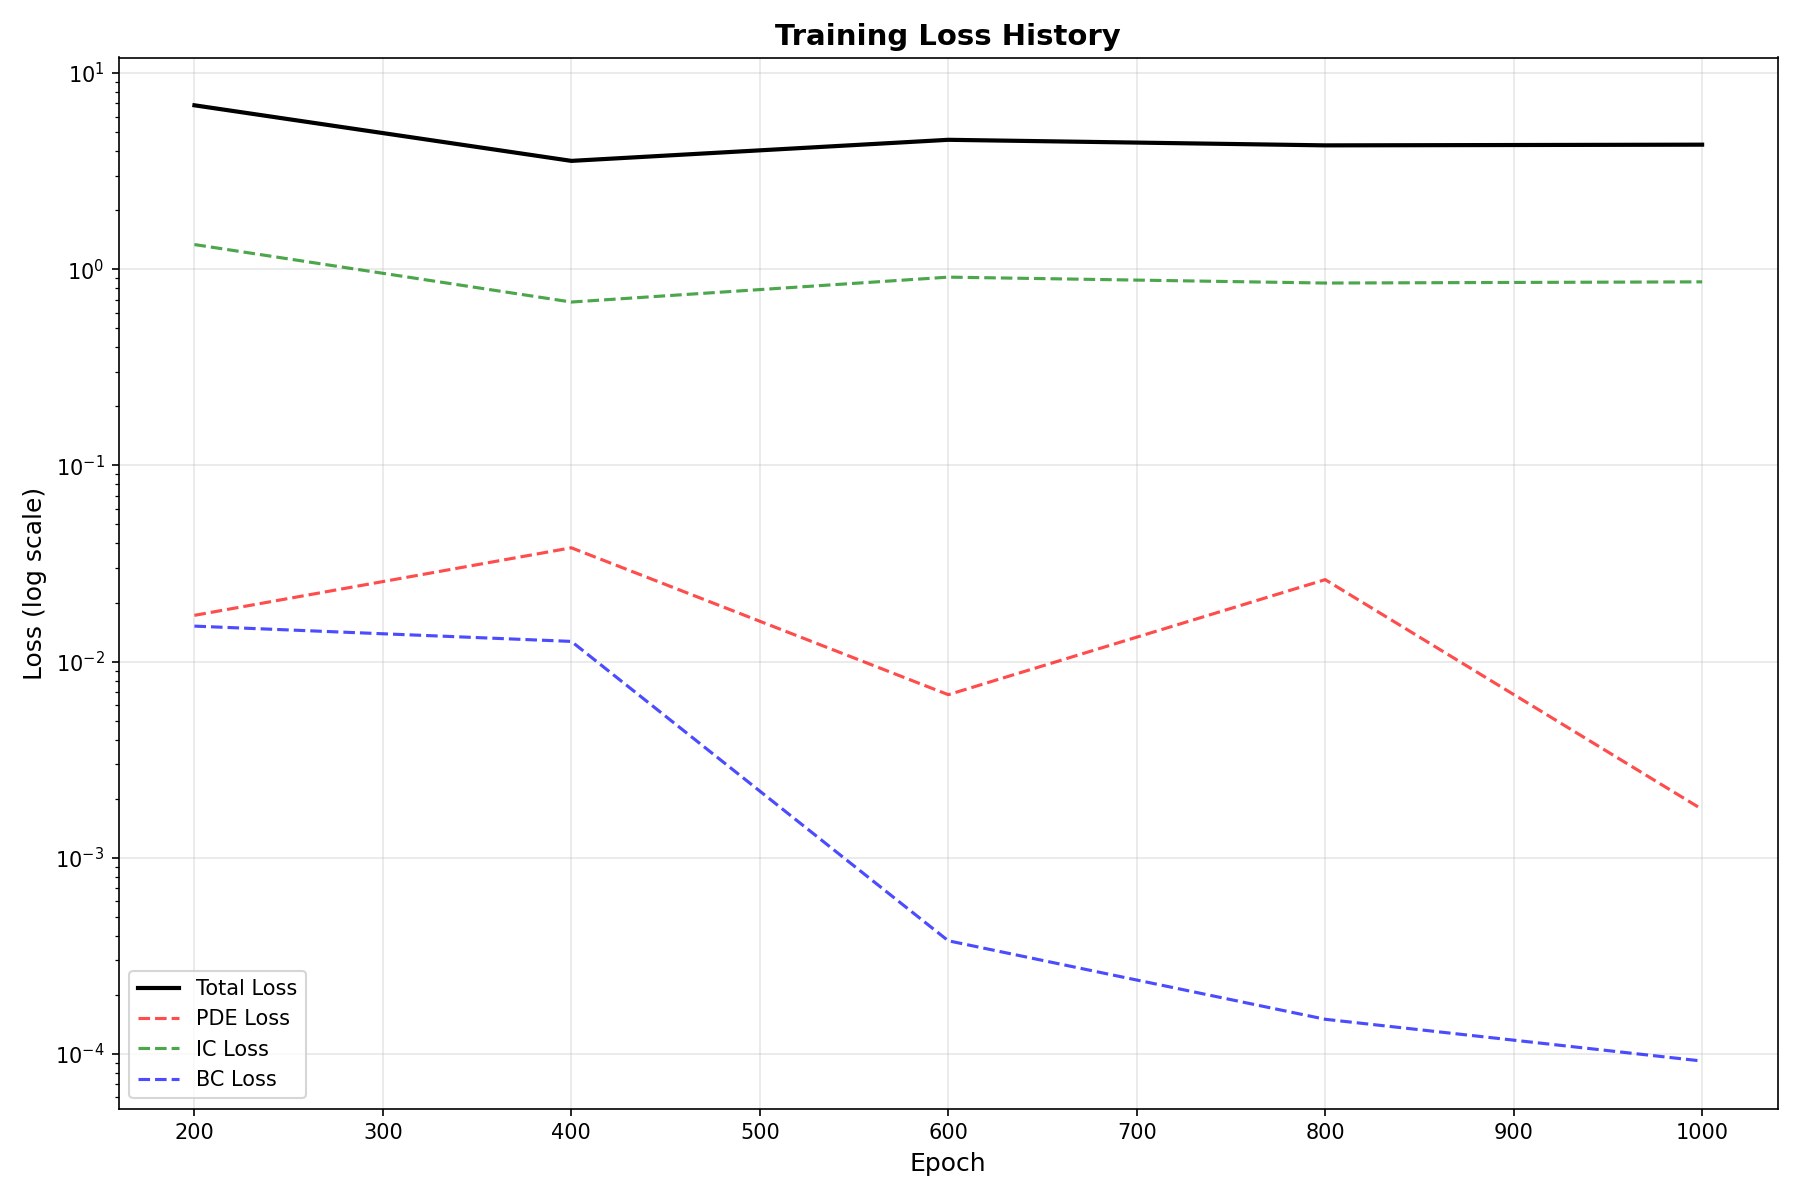 Training Loss History
Loss (log scale)
10¹
10⁰
10⁻¹
10⁻²
10⁻³
10⁻⁴
Total Loss
PDE Loss
IC Loss
BC Loss
200 300 400 500 600 700 800 900 1000
Epoch